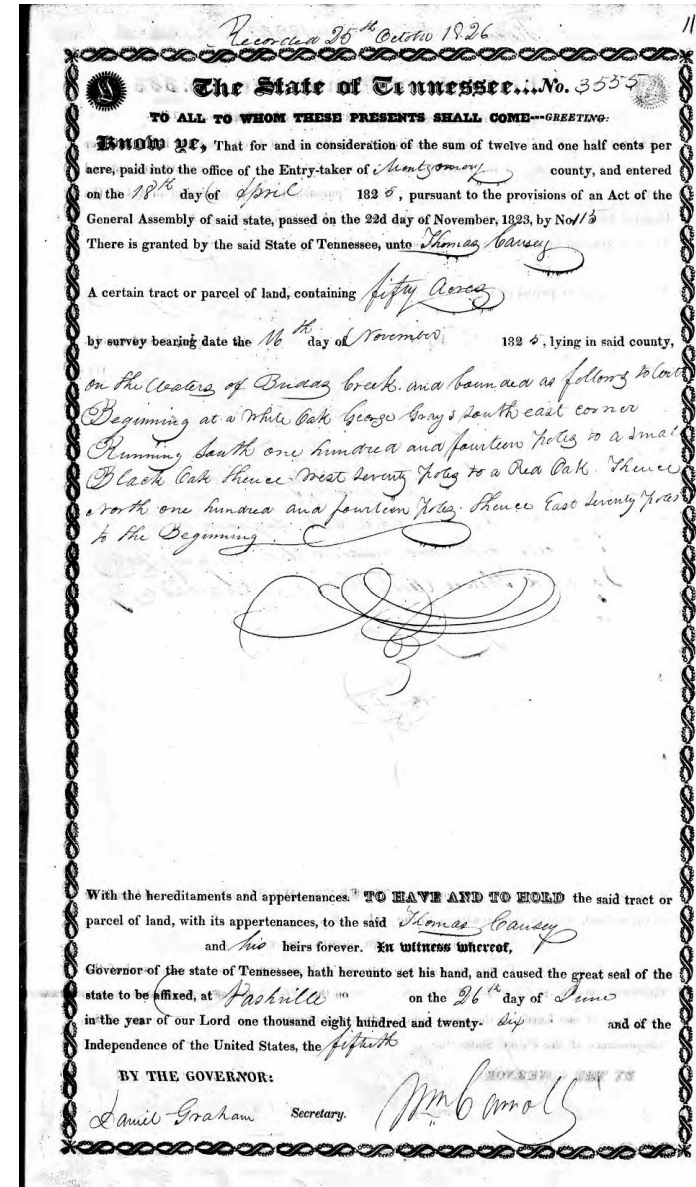 11
Recorded 25th October 1826
The State of Tennessee....No. 3555
TO ALL TO WHOM THESE PRESENTS SHALL COME---GREETING:
Know ye, That for and in consideration of the sum of twelve and one half cents per
acre, paid into the office of the Entry-taker of Montgomery county, and entered
on the 18th day of April 1825, pursuant to the provisions of an Act of the
General Assembly of said state, passed on the 22d day of November, 1823, by No 113
There is granted by the said State of Tennessee, unto Thomas Causey
A certain tract or parcel of land, containing fifty Acres
by survey bearing date the 16th day of November 1825, lying in said county,
on the Waters of Creek. and bounded as follows to wit
Beginning at a White Oak George Grays South east corner
Running South one hundred and fourteen poles to a small
Black Oak thence West seventy poles to a Red Oak. Thence
North one hundred and fourteen poles. thence East seventy poles
to the Beginning.
With the hereditaments and appertenances. TO HAVE AND TO HOLD the said tract or
parcel of land, with its appertenances, to the said Thomas Causey
and his heirs forever. In witness whereof,
Governor of the state of Tennessee, hath hereunto set his hand, and caused the great seal of the
state to be affixed, at Nashville on the 26th day of June
in the year of our Lord one thousand eight hundred and twenty-six and of the
Independence of the United States, the fiftieth
BY THE GOVERNOR:
Daniel Graham Secretary. Wm Carroll